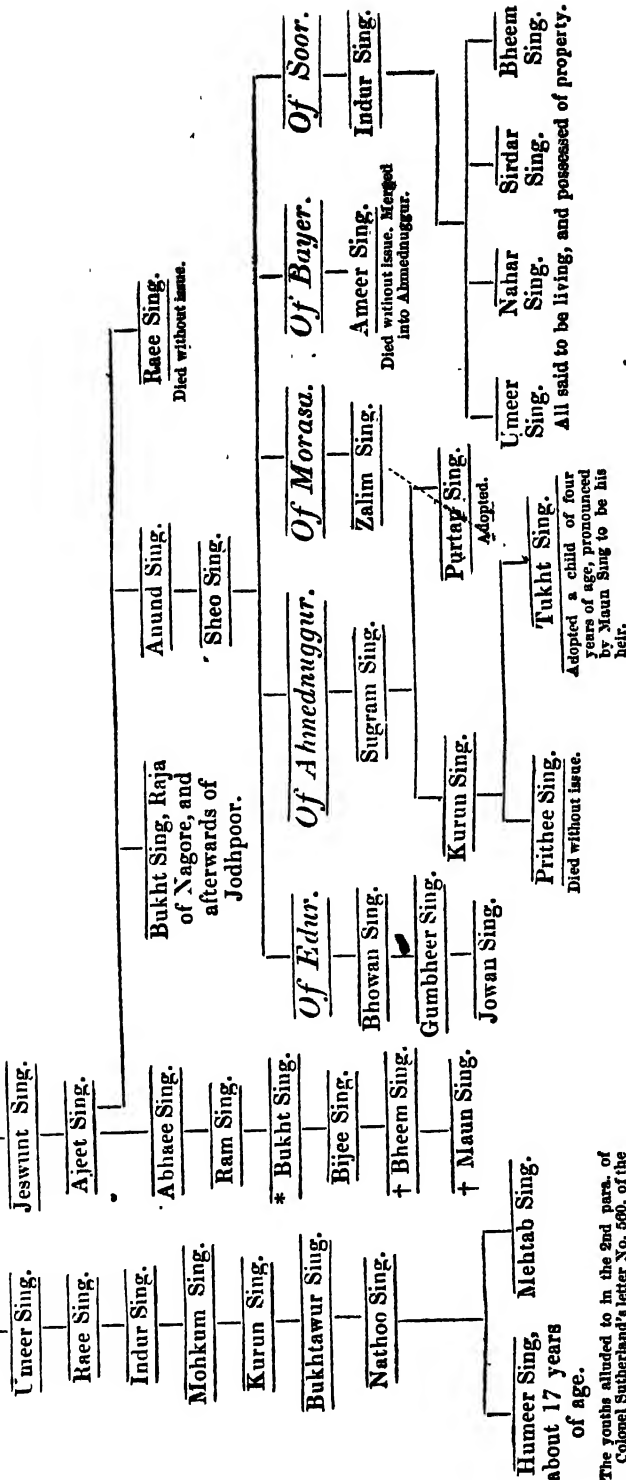 Umeer Sing.
Raee Sing.
Indur Sing.
Mohkum Sing.
Kurun Sing.
Bukhtawur Sing.
Nathoo Sing.
Humeer Sing,
about 17 years
of age.
Mehtab Sing.
The youths alluded to in the 2nd para. of
Colonel Sutherland's letter No. 560, of the
Jeswunt Sing.
Ajeet Sing.
Abhaee Sing.
Ram Sing.
* Bukht Sing.
Bijee Sing.
† Bheem Sing.
† Maun Sing.
Bukht Sing, Raja
of Nagore, and
afterwards of
Jodhpoor.
Anund Sing.
Sheo Sing.
Raee Sing.
Died without issue.
Of Edur.
Bhowan Sing.
Gumbheer Sing.
Jowan Sing.
Of Ahmednuggur.
Sugram Sing.
Kurun Sing.
Purtap Sing.
Adopted.
Prithee Sing.
Died without issue.
Tukht Sing.
Adopted a child of four
years of age, pronounced
by Maun Sing to be his
heir.
Of Morasa.
Zalim Sing.
Of Bayer.
Ameer Sing.
Died without issue. Merged
into Ahmednuggur.
Of Soor.
Indur Sing.
Umeer
Sing.
Nahar
Sing.
Sirdar
Sing.
Bheem
Sing.
All said to be living, and possessed of property.